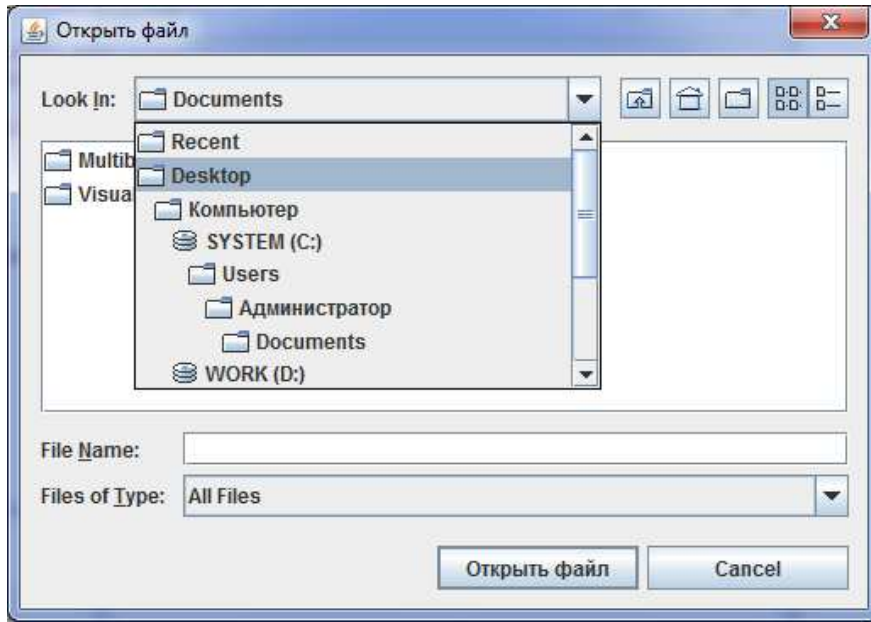 Открыть файл
Look In: Documents
Recent
Multib
Desktop
Visua
Компьютер
SYSTEM (C:)
Users
Администратор
Documents
WORK (D:)
File Name:
Files of Type: All Files
Открыть файл Cancel